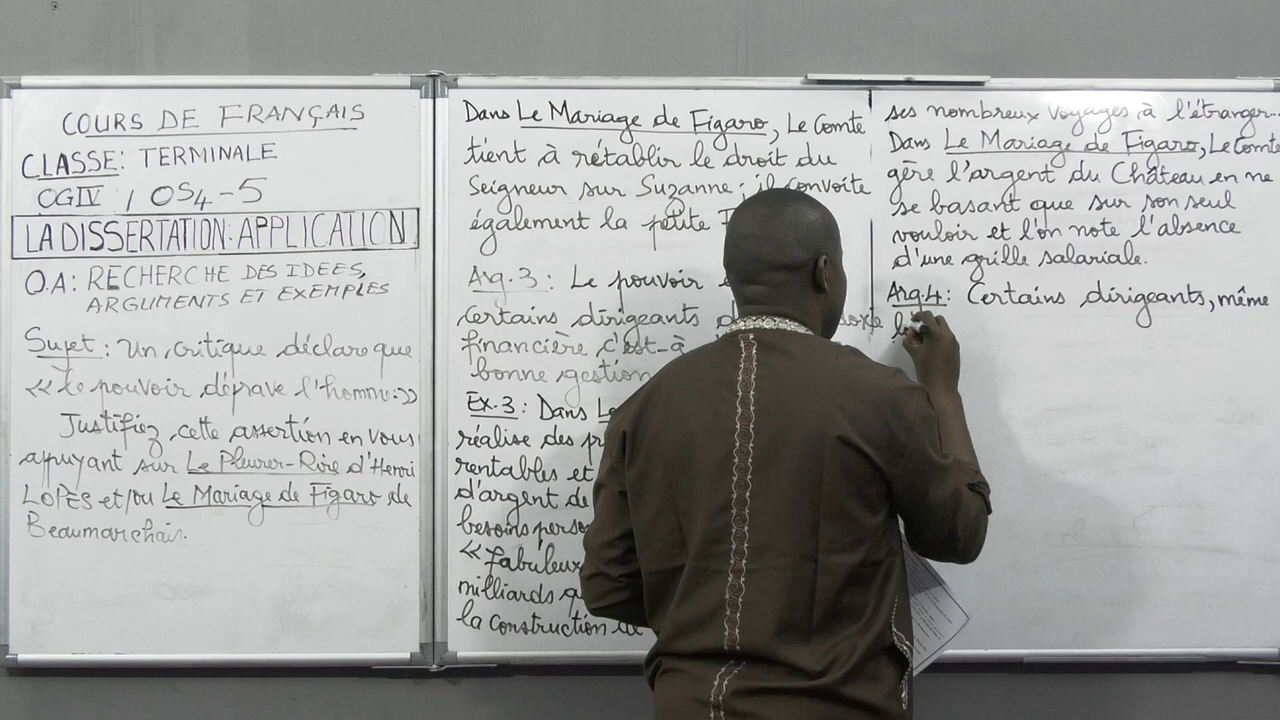 COURS DE FRANÇAIS
CLASSE: TERMINALE
OGIV / OS4-5
LA DISSERTATION: APPLICATION
O.A: RECHERCHE DES IDEES,
ARGUMENTS ET EXEMPLES
Sujet : Un critique déclare que
« Le pouvoir déprave l'homme.»
Justifiez cette assertion en vous
appuyant sur Le Pleurer-Rire d'Henri
LOPES et/ou Le Mariage de Figaro de
Beaumarchais.
Dans Le Mariage de Figaro, Le Comte
tient à rétablir le droit du
Seigneur sur Suzanne ; il convoite
également la petite F
Arg.3 : Le pouvoir
certains dirigeants
financière c'est-à
bonne gestion
Ex.3 : Dans Le
réalise des
rentables et
d'argent de
besoins
« fabuleux
milliards
la construction de
ses nombreux voyages à l'étranger...
Dans Le Mariage de Figaro, Le Comte
gère l'argent du Château en ne
se basant que sur son seul
vouloir et l'on note l'absence
d'une grille salariale.
Arg.4 : Certains dirigeants, même